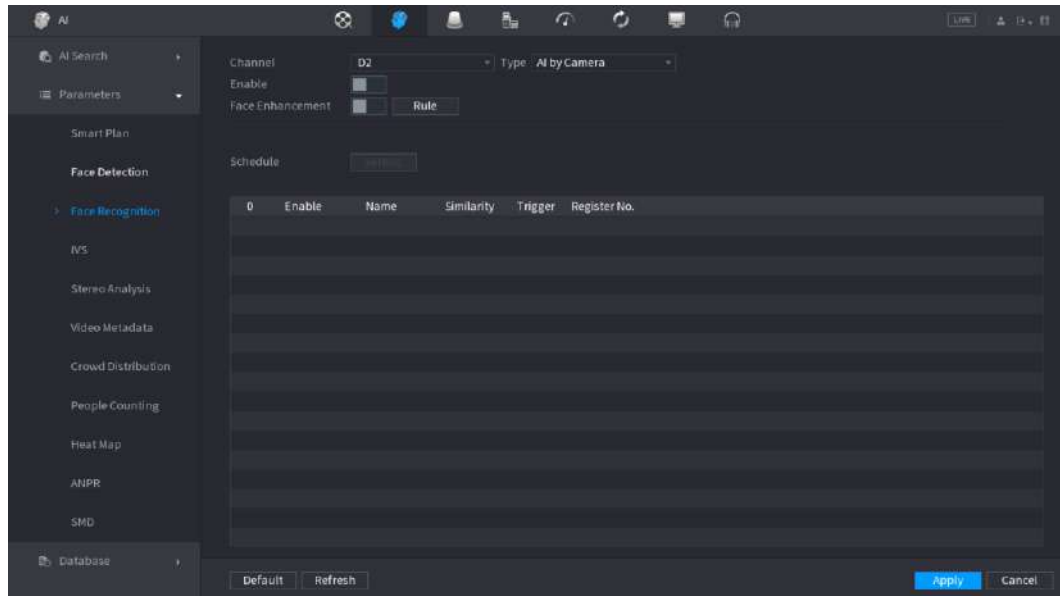 AI
LIVE
AI Search
Parameters
Smart Plan
Face Detection
Face Recognition
IVS
Stereo Analysis
Video Metadata
Crowd Distribution
People Counting
Heat Map
ANPR
SMD
Database
Channel D2 Type AI by Camera
Enable
Face Enhancement Rule
Schedule
0 Enable Name Similarity Trigger Register No.
Default Refresh Apply Cancel